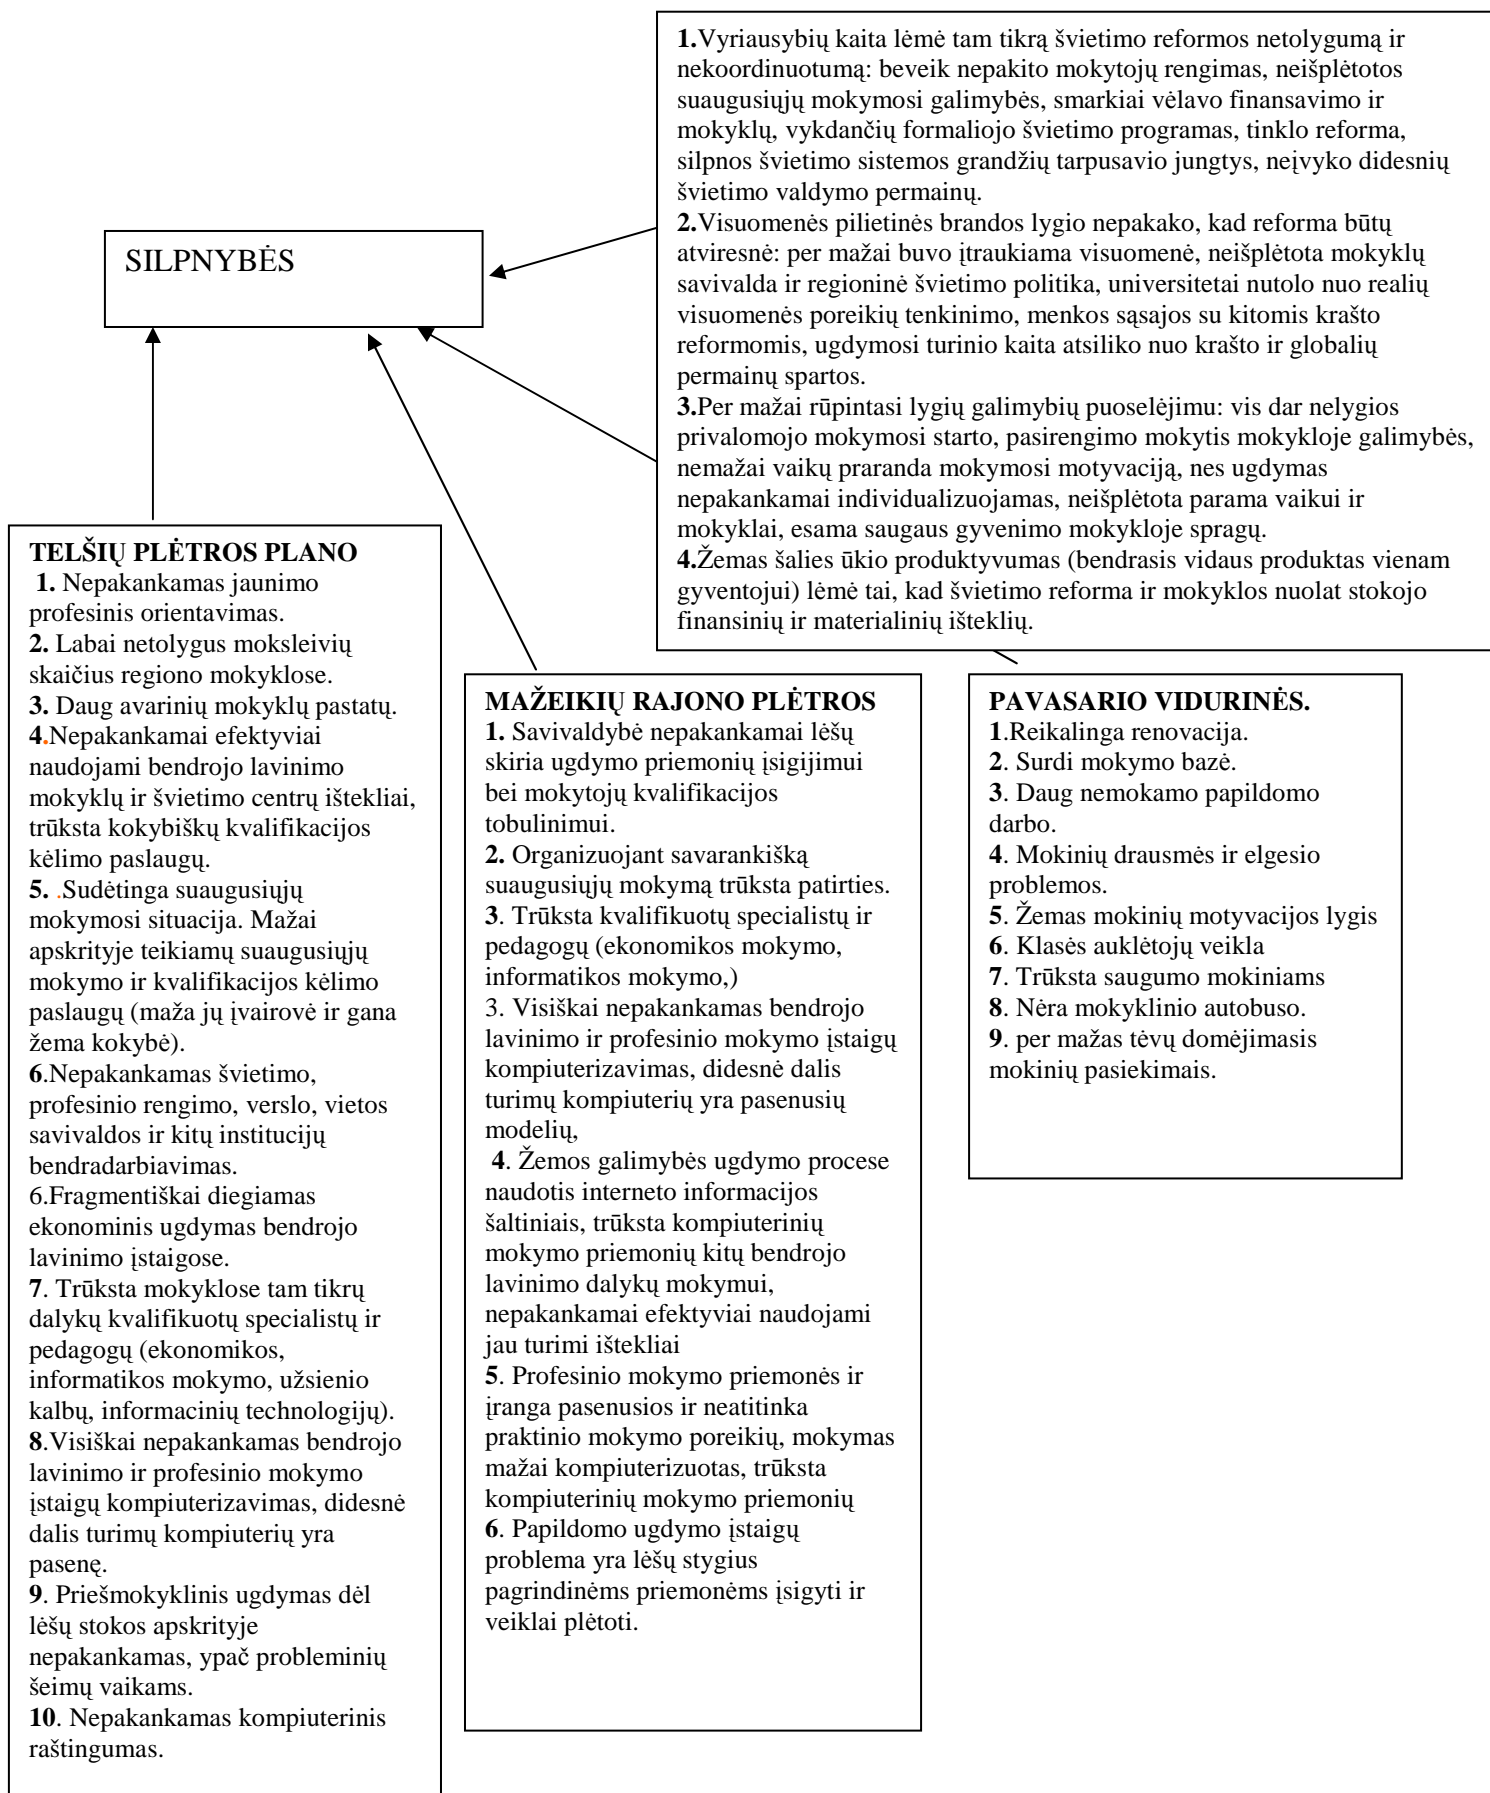 1.Vyriausybių kaita lėmė tam tikrą švietimo reformos netolygumą ir
nekoordinuotumą: beveik nepakito mokytojų rengimas, neišplėtotos
suaugusiųjų mokymosi galimybės, smarkiai vėlavo finansavimo ir
mokyklų, vykdančių formaliojo švietimo programas, tinklo reforma,
silpnos švietimo sistemos grandžių tarpusavio jungtys, neįvyko didesnių
švietimo valdymo permainų.
2.Visuomenės pilietinės brandos lygio nepakako, kad reforma būtų
atviresnė: per mažai buvo įtraukiama visuomenė, neišplėtota mokyklų
savivalda ir regioninė švietimo politika, universitetai nutolo nuo realių
visuomenės poreikių tenkinimo, menkos sąsajos su kitomis krašto
reformomis, ugdymosi turinio kaita atsiliko nuo krašto ir globalių
permainų spartos.
3.Per mažai rūpintasi lygių galimybių puoselėjimu: vis dar nelygios
privalomojo mokymosi starto, pasirengimo mokytis mokykloje galimybės,
nemažai vaikų praranda mokymosi motyvaciją, nes ugdymas
nepakankamai individualizuojamas, neišplėtota parama vaikui ir
mokyklai, esama saugaus gyvenimo mokykloje spragų.
4.Žemas šalies ūkio produktyvumas (bendrasis vidaus produktas vienam
gyventojui) lėmė tai, kad švietimo reforma ir mokyklos nuolat stokojo
finansinių ir materialinių išteklių.
SILPNYBĖS
TELŠIŲ PLĖTROS PLANO
1. Nepakankamas jaunimo
profesinis orientavimas.
2. Labai netolygus moksleivių
skaičius regiono mokyklose.
3. Daug avarinių mokyklų pastatų.
4.Nepakankamai efektyviai
naudojami bendrojo lavinimo
mokyklų ir švietimo centrų ištekliai,
trūksta kokybiškų kvalifikacijos
kėlimo paslaugų.
5. .Sudėtinga suaugusiųjų
mokymosi situacija. Mažai
apskrityje teikiamų suaugusiųjų
mokymo ir kvalifikacijos kėlimo
paslaugų (maža jų įvairovė ir gana
žema kokybė).
6.Nepakankamas švietimo,
profesinio rengimo, verslo, vietos
savivaldos ir kitų institucijų
bendradarbiavimas.
6.Fragmentiškai diegiamas
ekonominis ugdymas bendrojo
lavinimo įstaigose.
7. Trūksta mokyklose tam tikrų
dalykų kvalifikuotų specialistų ir
pedagogų (ekonomikos,
informatikos mokymo, užsienio
kalbų, informacinių technologijų).
8.Visiškai nepakankamas bendrojo
lavinimo ir profesinio mokymo
įstaigų kompiuterizavimas, didesnė
dalis turimų kompiuterių yra
pasenę.
9. Priešmokyklinis ugdymas dėl
lėšų stokos apskrityje
nepakankamas, ypač probleminių
šeimų vaikams.
10. Nepakankamas kompiuterinis
raštingumas.
MAŽEIKIŲ RAJONO PLĖTROS
1. Savivaldybė nepakankamai lėšų
skiria ugdymo priemonių įsigijimui
bei mokytojų kvalifikacijos
tobulinimui.
2. Organizuojant savarankišką
suaugusiųjų mokymą trūksta patirties.
3. Trūksta kvalifikuotų specialistų ir
pedagogų (ekonomikos mokymo,
informatikos mokymo,)
3. Visiškai nepakankamas bendrojo
lavinimo ir profesinio mokymo įstaigų
kompiuterizavimas, didesnė dalis
turimų kompiuterių yra pasenusių
modelių,
4. Žemos galimybės ugdymo procese
naudotis interneto informacijos
šaltiniais, trūksta kompiuterinių
mokymo priemonių kitų bendrojo
lavinimo dalykų mokymui,
nepakankamai efektyviai naudojami
jau turimi ištekliai
5. Profesinio mokymo priemonės ir
įranga pasenusios ir neatitinka
praktinio mokymo poreikių, mokymas
mažai kompiuterizuotas, trūksta
kompiuterinių mokymo priemonių
6. Papildomo ugdymo įstaigų
problema yra lėšų stygius
pagrindinėms priemonėms įsigyti ir
veiklai plėtoti.
PAVASARIO VIDURINĖS.
1.Reikalinga renovacija.
2. Surdi mokymo bazė.
3. Daug nemokamo papildomo
darbo.
4. Mokinių drausmės ir elgesio
problemos.
5. Žemas mokinių motyvacijos lygis
6. Klasės auklėtojų veikla
7. Trūksta saugumo mokiniams
8. Nėra mokyklinio autobuso.
9. per mažas tėvų domėjimasis
mokinių pasiekimais.